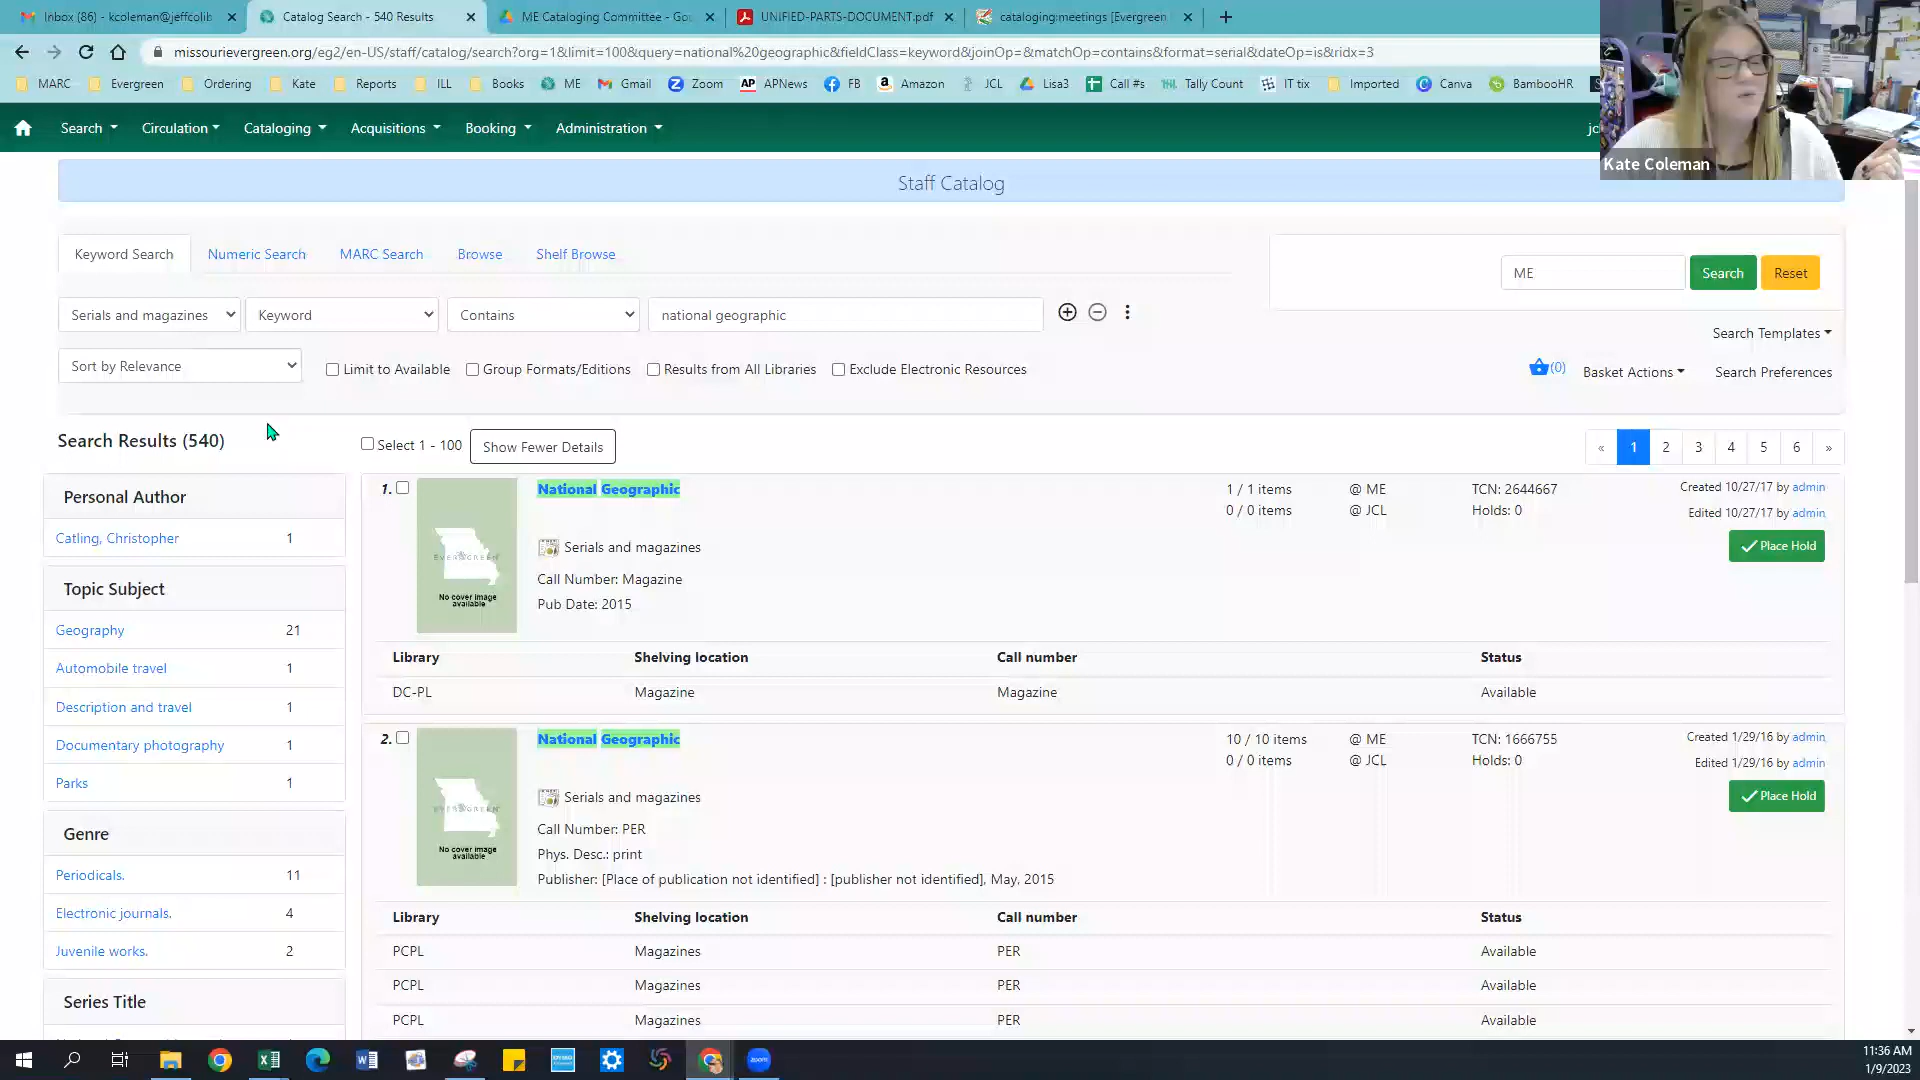 Inbox (86) - kcoleman@jeffcolib
Catalog Search - 540 Results
ME Cataloging Committee - Go
UNIFIED-PARTS-DOCUMENT.pdf
cataloging:meetings [Evergreen
missourievergreen.org/eg2/en-US/staff/catalog/search?org=1&limit=100&query=national%20geographic&fieldClass=keyword&joinOp=&matchOp=contains&format=serial&dateOp=is&ridx=3
MARC Evergreen Ordering Kate Reports ILL Books ME Gmail Zoom AP APNews FB Amazon JCL Lisa3 Call #s Tally Count IT tix Imported Canva BambooHR
Search Circulation Cataloging Acquisitions Booking Administration
Kate Coleman
Staff Catalog
Keyword Search Numeric Search MARC Search Browse Shelf Browse
ME Search Reset
Serials and magazines Keyword Contains national geographic
Search Templates
Sort by Relevance Limit to Available Group Formats/Editions Results from All Libraries Exclude Electronic Resources
(0) Basket Actions Search Preferences
Search Results (540)
Select 1 - 100 Show Fewer Details
« 1 2 3 4 5 6 »
Personal Author
Catling, Christopher 1
Topic Subject
Geography 21
Automobile travel 1
Description and travel 1
Documentary photography 1
Parks 1
Genre
Periodicals. 11
Electronic journals. 4
Juvenile works. 2
Series Title
1. National Geographic
1 / 1 items @ ME TCN: 2644667 Created 10/27/17 by admin
0 / 0 items @ JCL Holds: 0 Edited 10/27/17 by admin
Place Hold
EVERGREEN
No cover image
available
Serials and magazines
Call Number: Magazine
Pub Date: 2015
Library Shelving location Call number Status
DC-PL Magazine Magazine Available
2. National Geographic
10 / 10 items @ ME TCN: 1666755 Created 1/29/16 by admin
0 / 0 items @ JCL Holds: 0 Edited 1/29/16 by admin
Place Hold
EVERGREEN
No cover image
available
Serials and magazines
Call Number: PER
Phys. Desc.: print
Publisher: [Place of publication not identified] : [publisher not identified], May, 2015
Library Shelving location Call number Status
PCPL Magazines PER Available
PCPL Magazines PER Available
PCPL Magazines PER Available
zoom
11:36 AM
1/9/2023